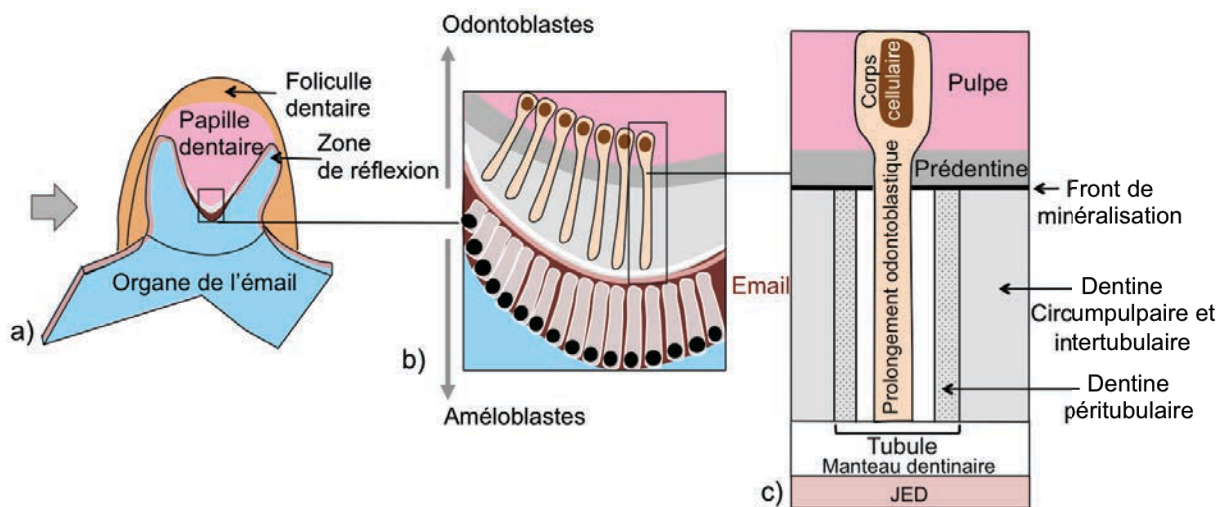 Foliculle
dentaire
Papille
dentaire
Zone
de réflexion
Organe de l'émail
a)
Odontoblastes
Email
b)
Améloblastes
Corps
cellulaire
Pulpe
Prédentine
Front de
minéralisation
Prolongement odontoblastique
Dentine
Circumpulpaire et
intertubulaire
Dentine
péritubulaire
Tubule
Manteau dentinaire
c)
JED